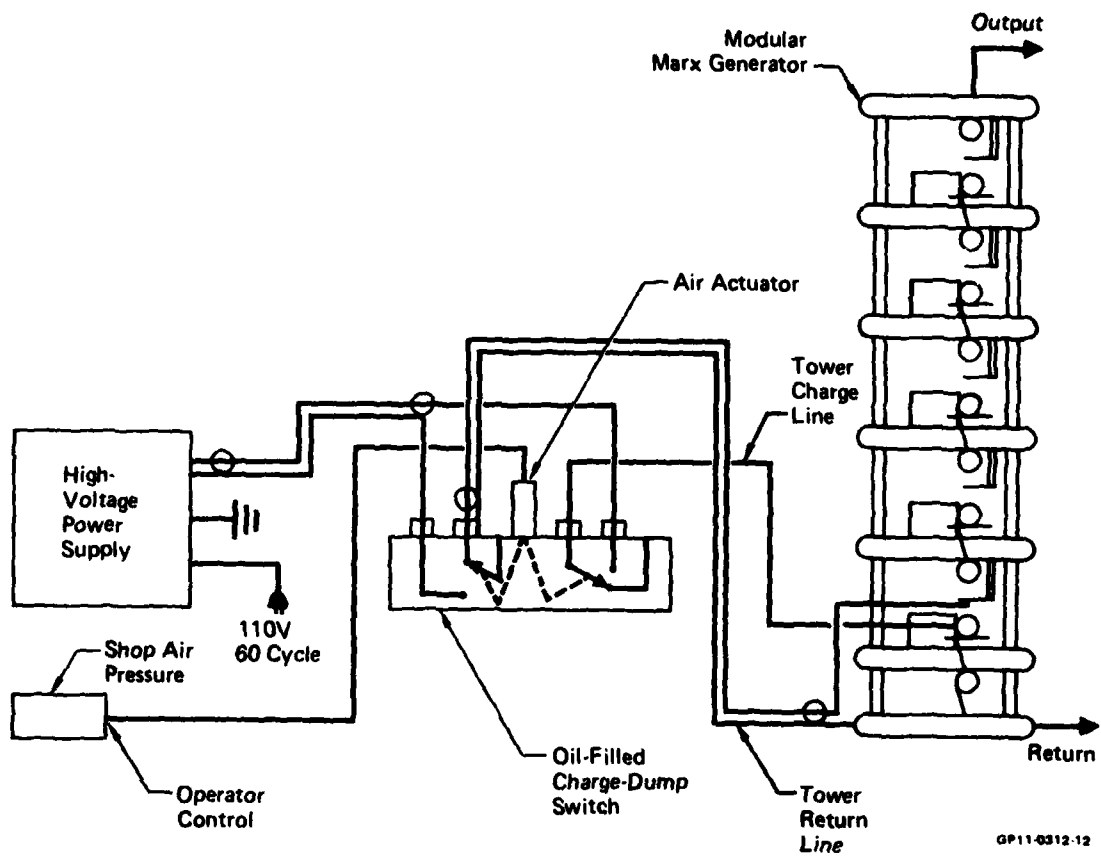 Output
Modular
Marx Generator
Air Actuator
Tower
Charge
Line
High-
Voltage
Power
Supply
110V
60 Cycle
Shop Air
Pressure
Operator
Control
Oil-Filled
Charge-Dump
Switch
Tower
Return
Line
Return
GP11-0312-12